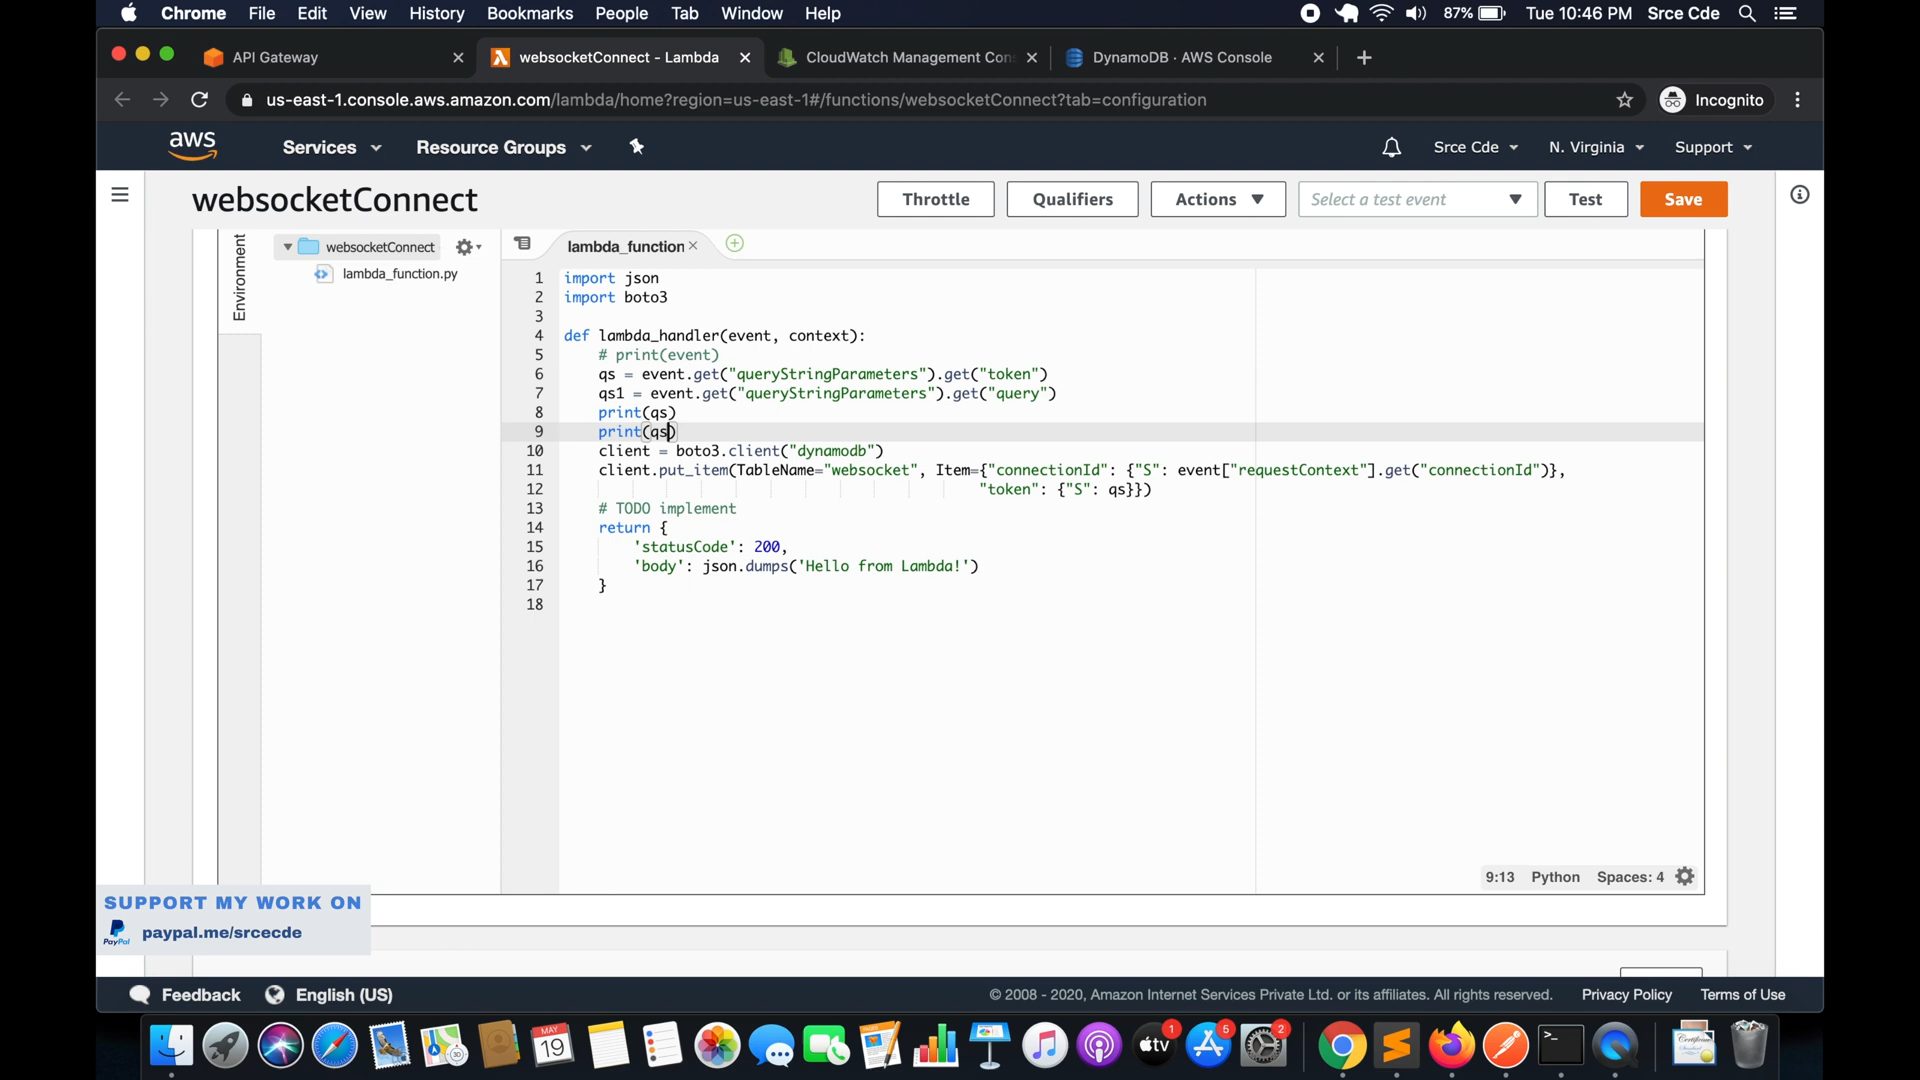 Chrome File Edit View History Bookmarks People Tab Window Help 87% Tue 10:46 PM Srce Cde
API Gateway websocketConnect - Lambda CloudWatch Management Con DynamoDB · AWS Console
us-east-1.console.aws.amazon.com/lambda/home?region=us-east-1#/functions/websocketConnect?tab=configuration Incognito
aws Services Resource Groups Srce Cde N. Virginia Support
websocketConnect Throttle Qualifiers Actions Select a test event Test Save
Environment
websocketConnect
lambda_function.py
lambda_function
1 import json
2 import boto3
3
4 def lambda_handler(event, context):
5 # print(event)
6 qs = event.get("queryStringParameters").get("token")
7 qs1 = event.get("queryStringParameters").get("query")
8 print(qs)
9 print(qs)
10 client = boto3.client("dynamodb")
11 client.put_item(TableName="websocket", Item={"connectionId": {"S": event["requestContext"].get("connectionId")},
12 "token": {"S": qs}})
13 # TODO implement
14 return {
15 'statusCode': 200,
16 'body': json.dumps('Hello from Lambda!')
17 }
18
9:13 Python Spaces: 4
SUPPORT MY WORK ON
PayPal paypal.me/srcecde
Feedback English (US) © 2008 - 2020, Amazon Internet Services Private Ltd. or its affiliates. All rights reserved. Privacy Policy Terms of Use
MAY
19
tv
1
5
2